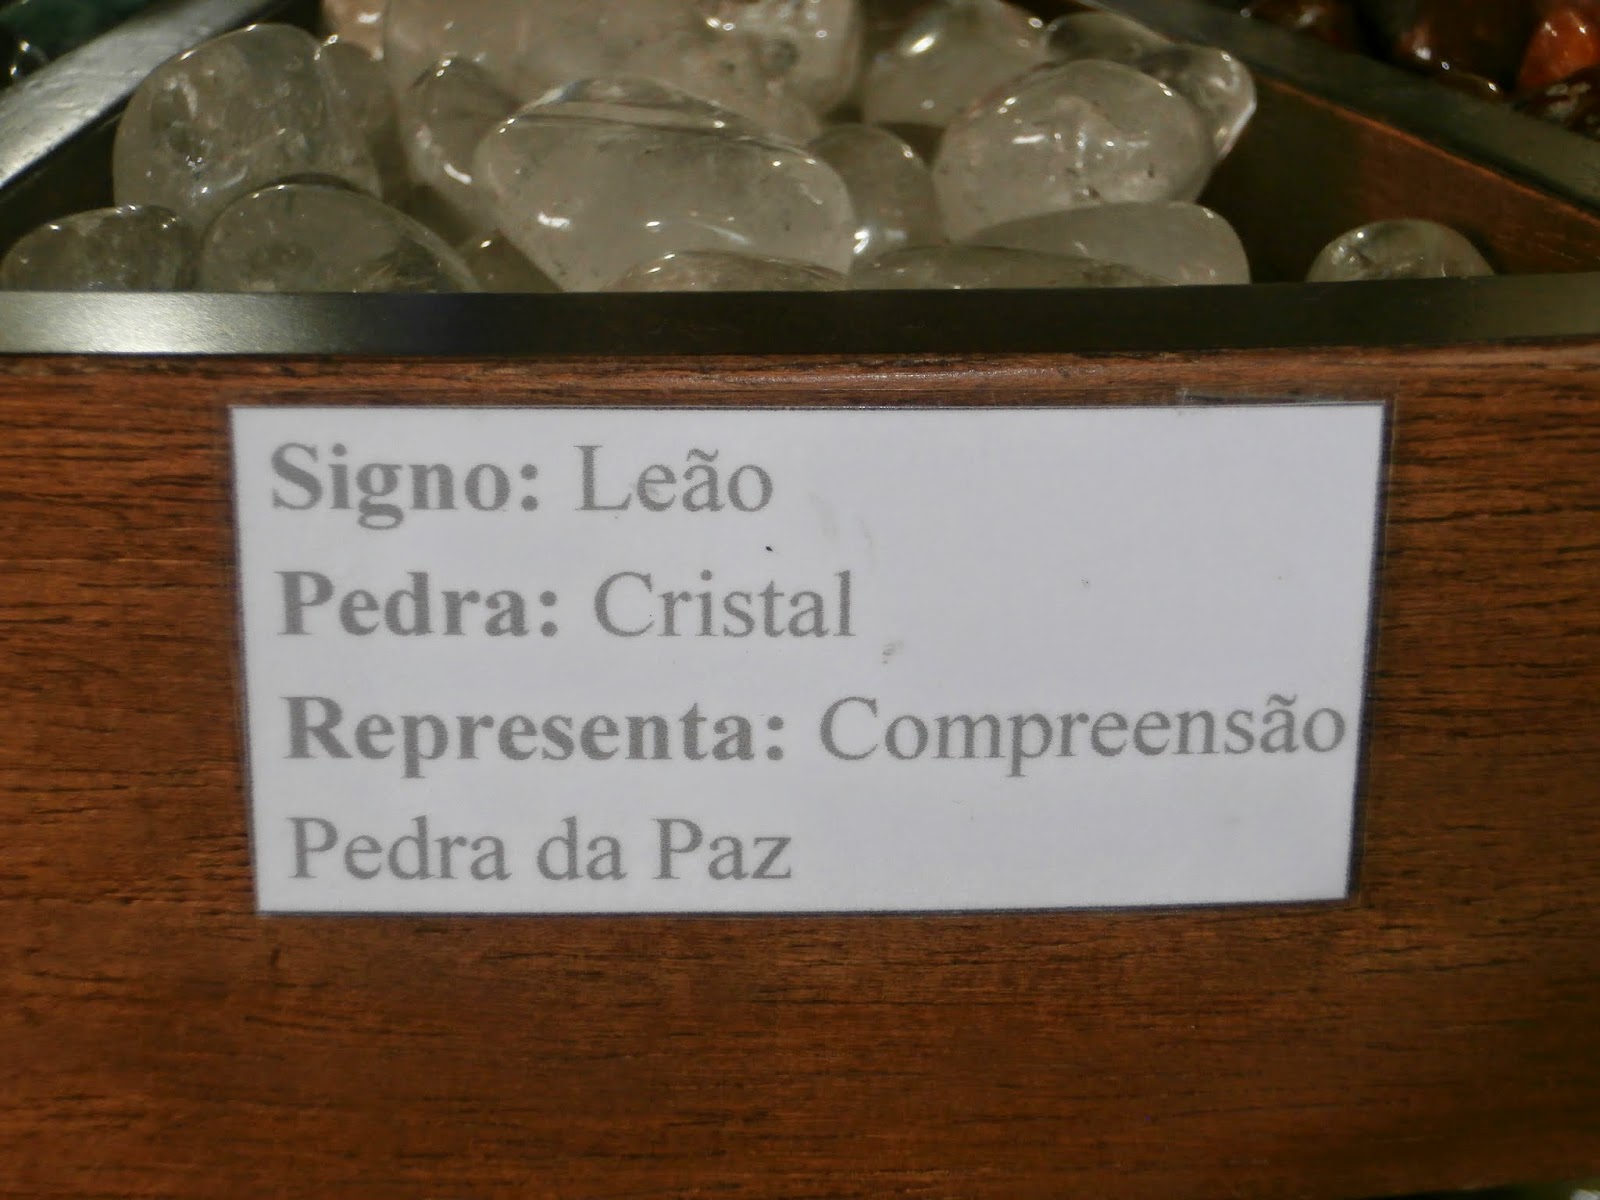 Signo: Leão
Pedra: Cristal
Representa: Compreensão
Pedra da Paz